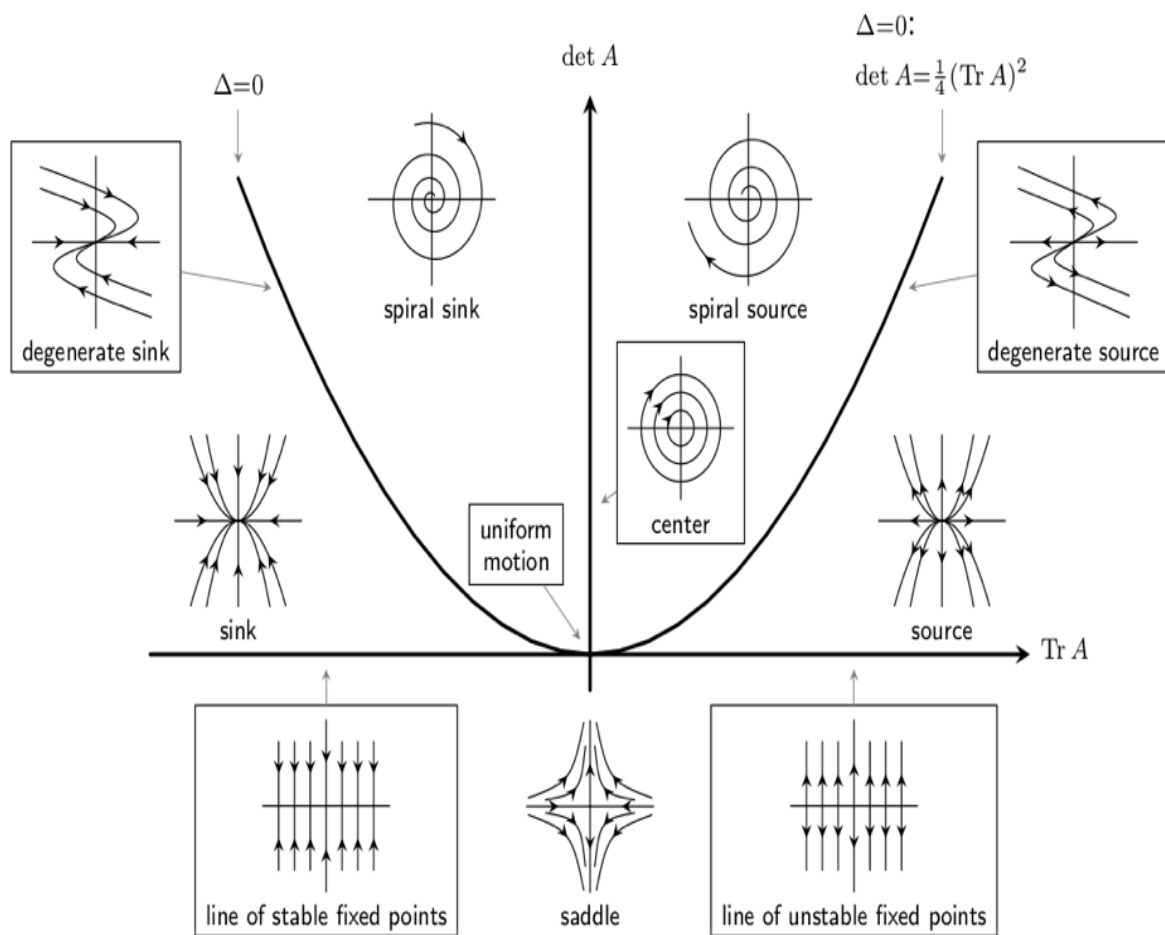 Δ=0:
det A
Δ=0
det A=¼(Tr A)²
spiral sink
spiral source
degenerate sink
degenerate source
uniform
motion
center
sink
source
Tr A
line of stable fixed points
saddle
line of unstable fixed points